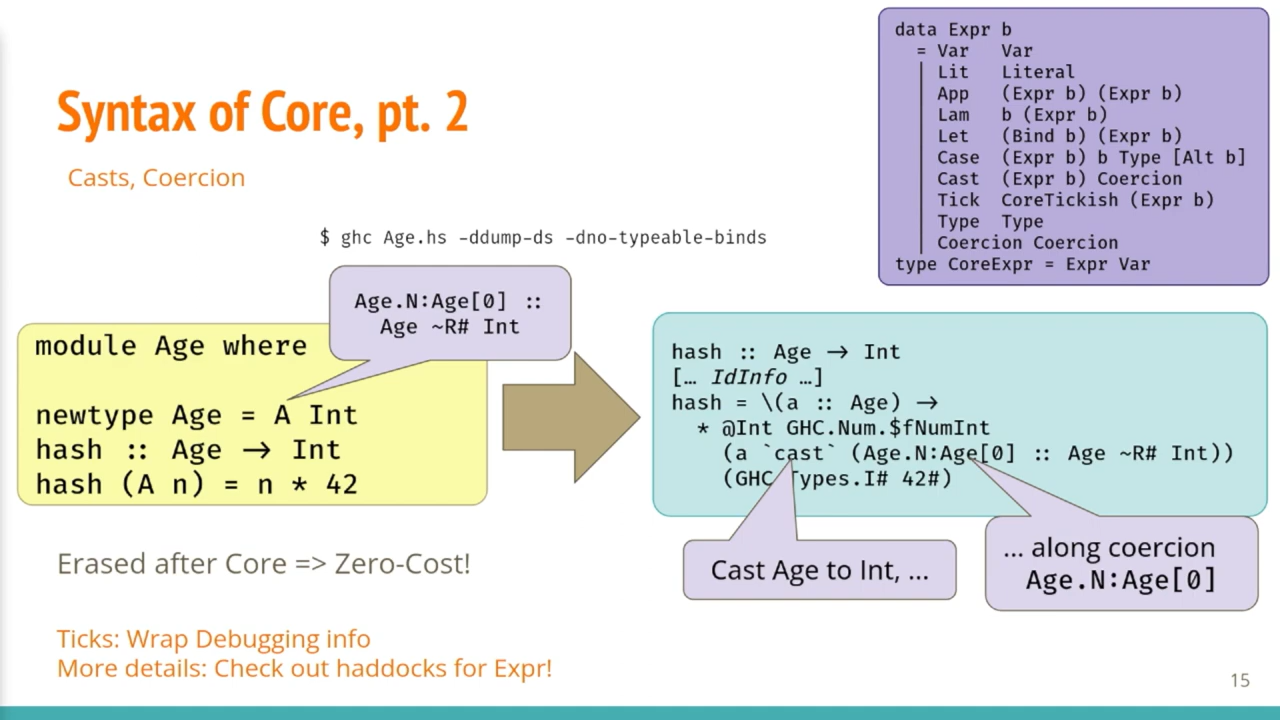 Syntax of Core, pt. 2
Casts, Coercion
data Expr b
= Var Var
| Lit Literal
| App (Expr b) (Expr b)
| Lam b (Expr b)
| Let (Bind b) (Expr b)
| Case (Expr b) b Type [Alt b]
| Cast (Expr b) Coercion
| Tick CoreTickish (Expr b)
| Type Type
| Coercion Coercion
type CoreExpr = Expr Var
$ ghc Age.hs -ddump-ds -dno-typeable-binds
Age.N:Age[0] ::
Age ~R# Int
module Age where
newtype Age = A Int
hash :: Age → Int
hash (A n) = n * 42
hash :: Age → Int
[… IdInfo …]
hash = \(a :: Age) →
* @Int GHC.Num.$fNumInt
(a `cast` (Age.N:Age[0] :: Age ~R# Int))
(GHC Types.I# 42#)
Cast Age to Int, …
… along coercion
Age.N:Age[0]
Erased after Core => Zero-Cost!
Ticks: Wrap Debugging info
More details: Check out haddocks for Expr!
15